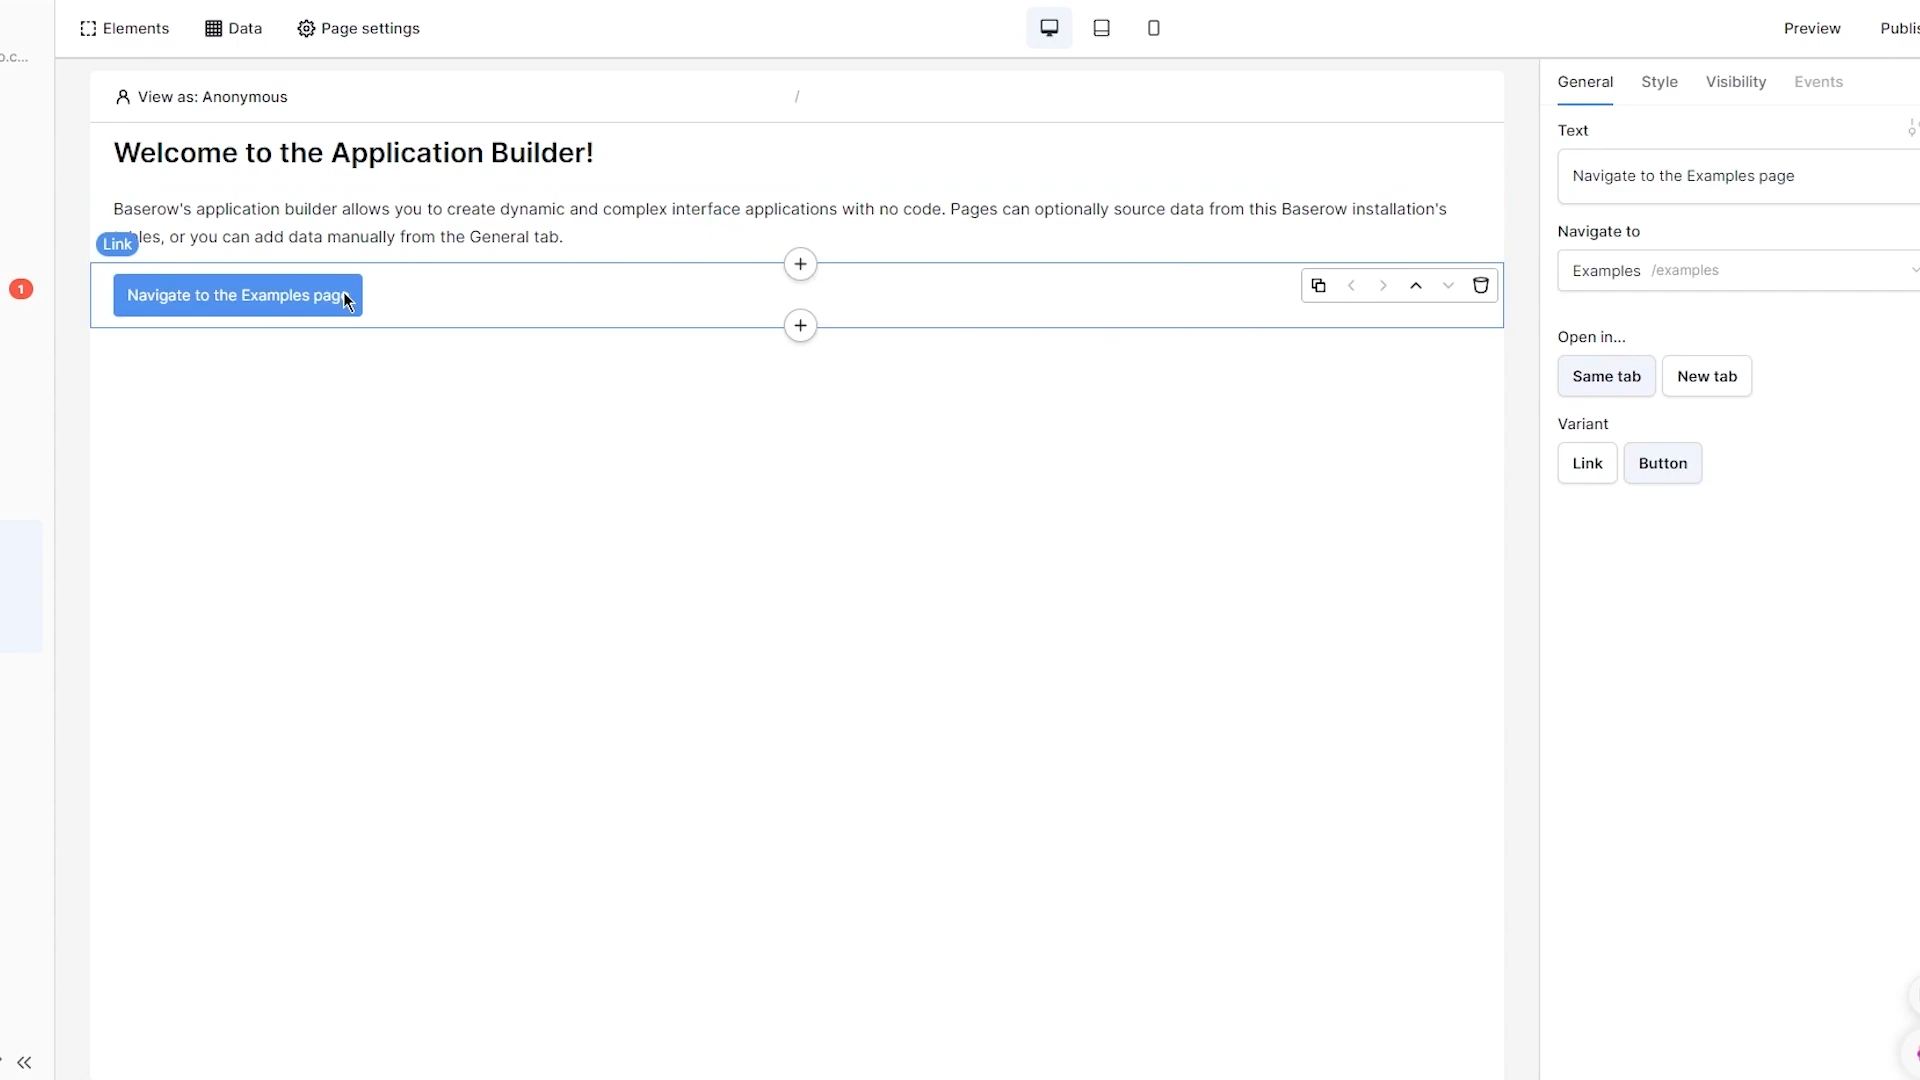 Elements
Data
Page settings
Preview
o.c...
View as: Anonymous
/
General
Style
Visibility
Events
Welcome to the Application Builder!
Text
Navigate to the Examples page
Baserow's application builder allows you to create dynamic and complex interface applications with no code. Pages can optionally source data from this Baserow installation's
or you can add data manually from the General tab.
Link
Navigate to
Examples /examples
1
Navigate to the Examples page
Open in...
Same tab
New tab
Variant
Link
Button